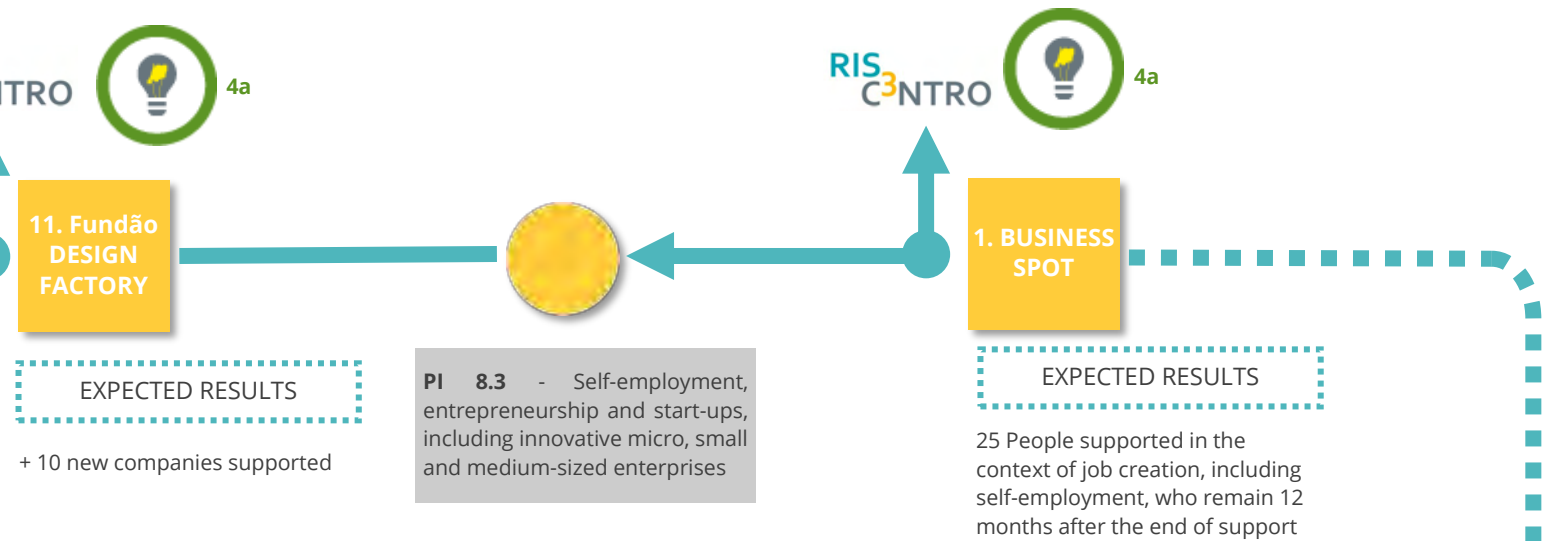 NTRO
4a
RIS
C3NTRO
4a
11. Fundão
DESIGN
FACTORY
1. BUSINESS
SPOT
EXPECTED RESULTS
+ 10 new companies supported
PI 8.3 - Self-employment,
entrepreneurship and start-ups,
including innovative micro, small
and medium-sized enterprises
EXPECTED RESULTS
25 People supported in the
context of job creation, including
self-employment, who remain 12
months after the end of support